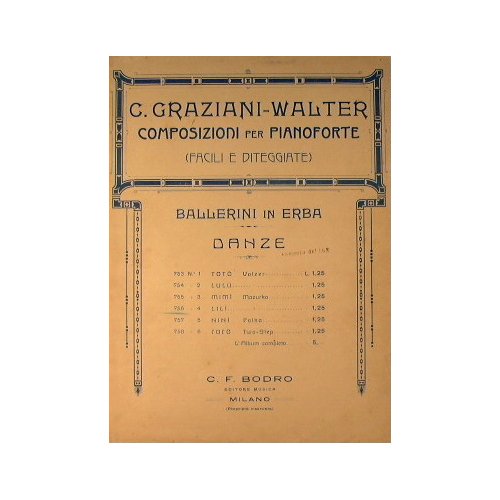 C. GRAZIANI-WALTER
COMPOSIZIONI PER PIANOFORTE
(FACILI E DITEGGIATE)
BALLERINI IN ERBA
DANZE
753 N.° 1 TOTÒ Valzer L. 1,25
754 " 2 LULÙ " 1,25
755 " 3 MIMÌ Mazurka 1,25
756 " 4 LILÌ " 1,25
757 " 5 NINÌ Polka 1,25
758 " 6 Two-Step 1,25
L'Album completo 5,
C. F. BODRO
EDITORE MUSICA
MILANO
(Proprietà riservata)